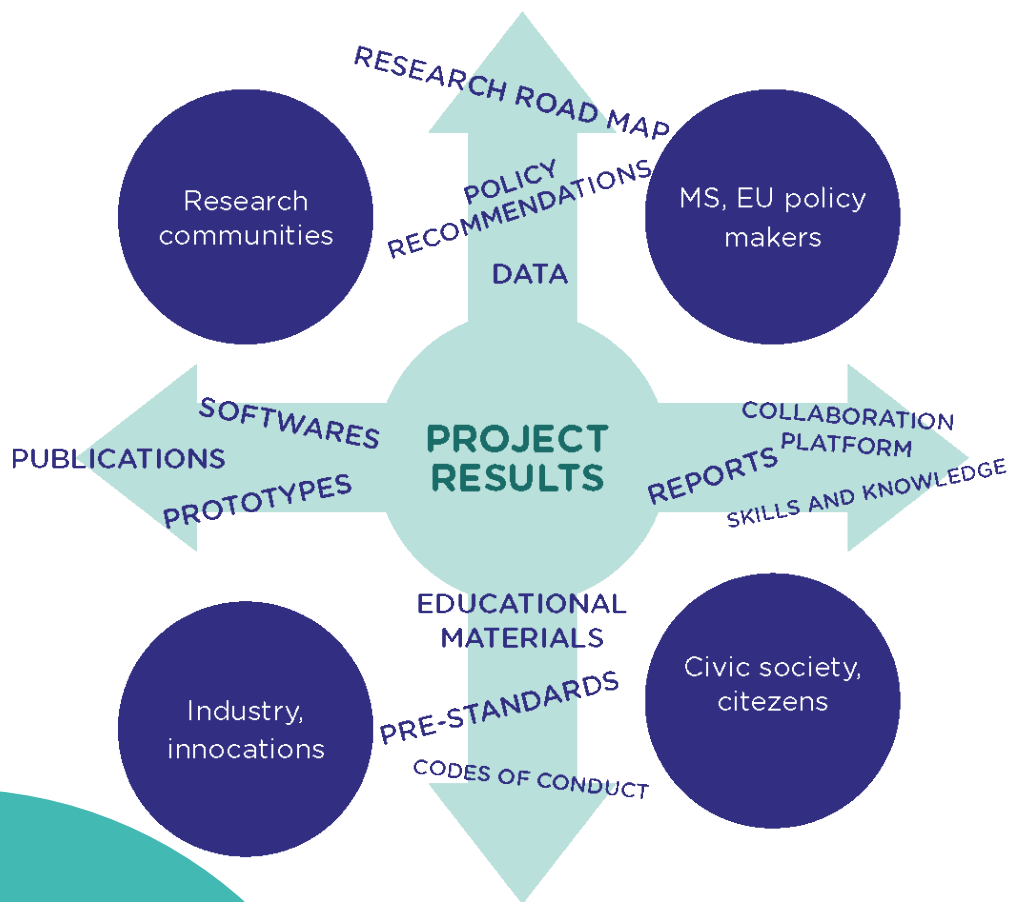 RESEARCH ROAD MAP
POLICY
RECOMMENDATIONS
DATA
Research
communities
MS, EU policy
makers
SOFTWARES
PUBLICATIONS
PROTOTYPES
PROJECT
RESULTS
COLLABORATION
PLATFORM
REPORTS
SKILLS AND KNOWLEDGE
EDUCATIONAL
MATERIALS
PRE-STANDARDS
CODES OF CONDUCT
Industry,
innocations
Civic society,
citezens